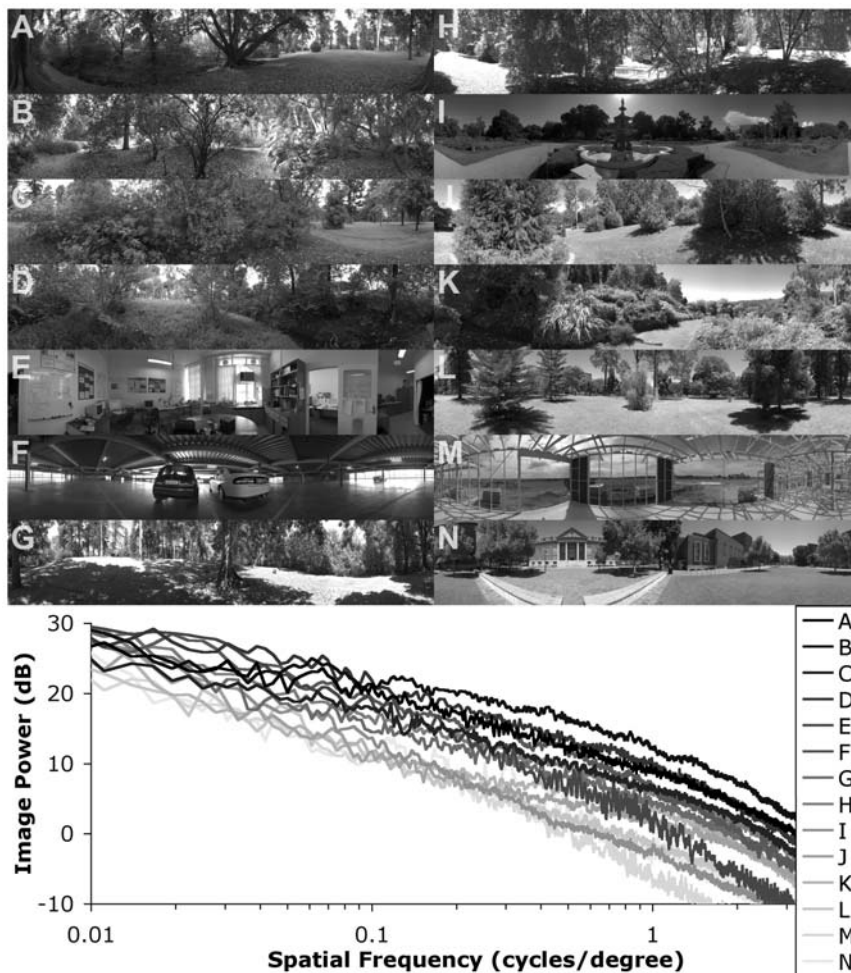 A
H
B
I
C
J
D
K
E
L
F
M
G
N
30
20
10
0
-10
Image Power (dB)
0.01
0.1
1
Spatial Frequency (cycles/degree)
A
B
C
D
E
F
G
H
I
J
K
L
M
N